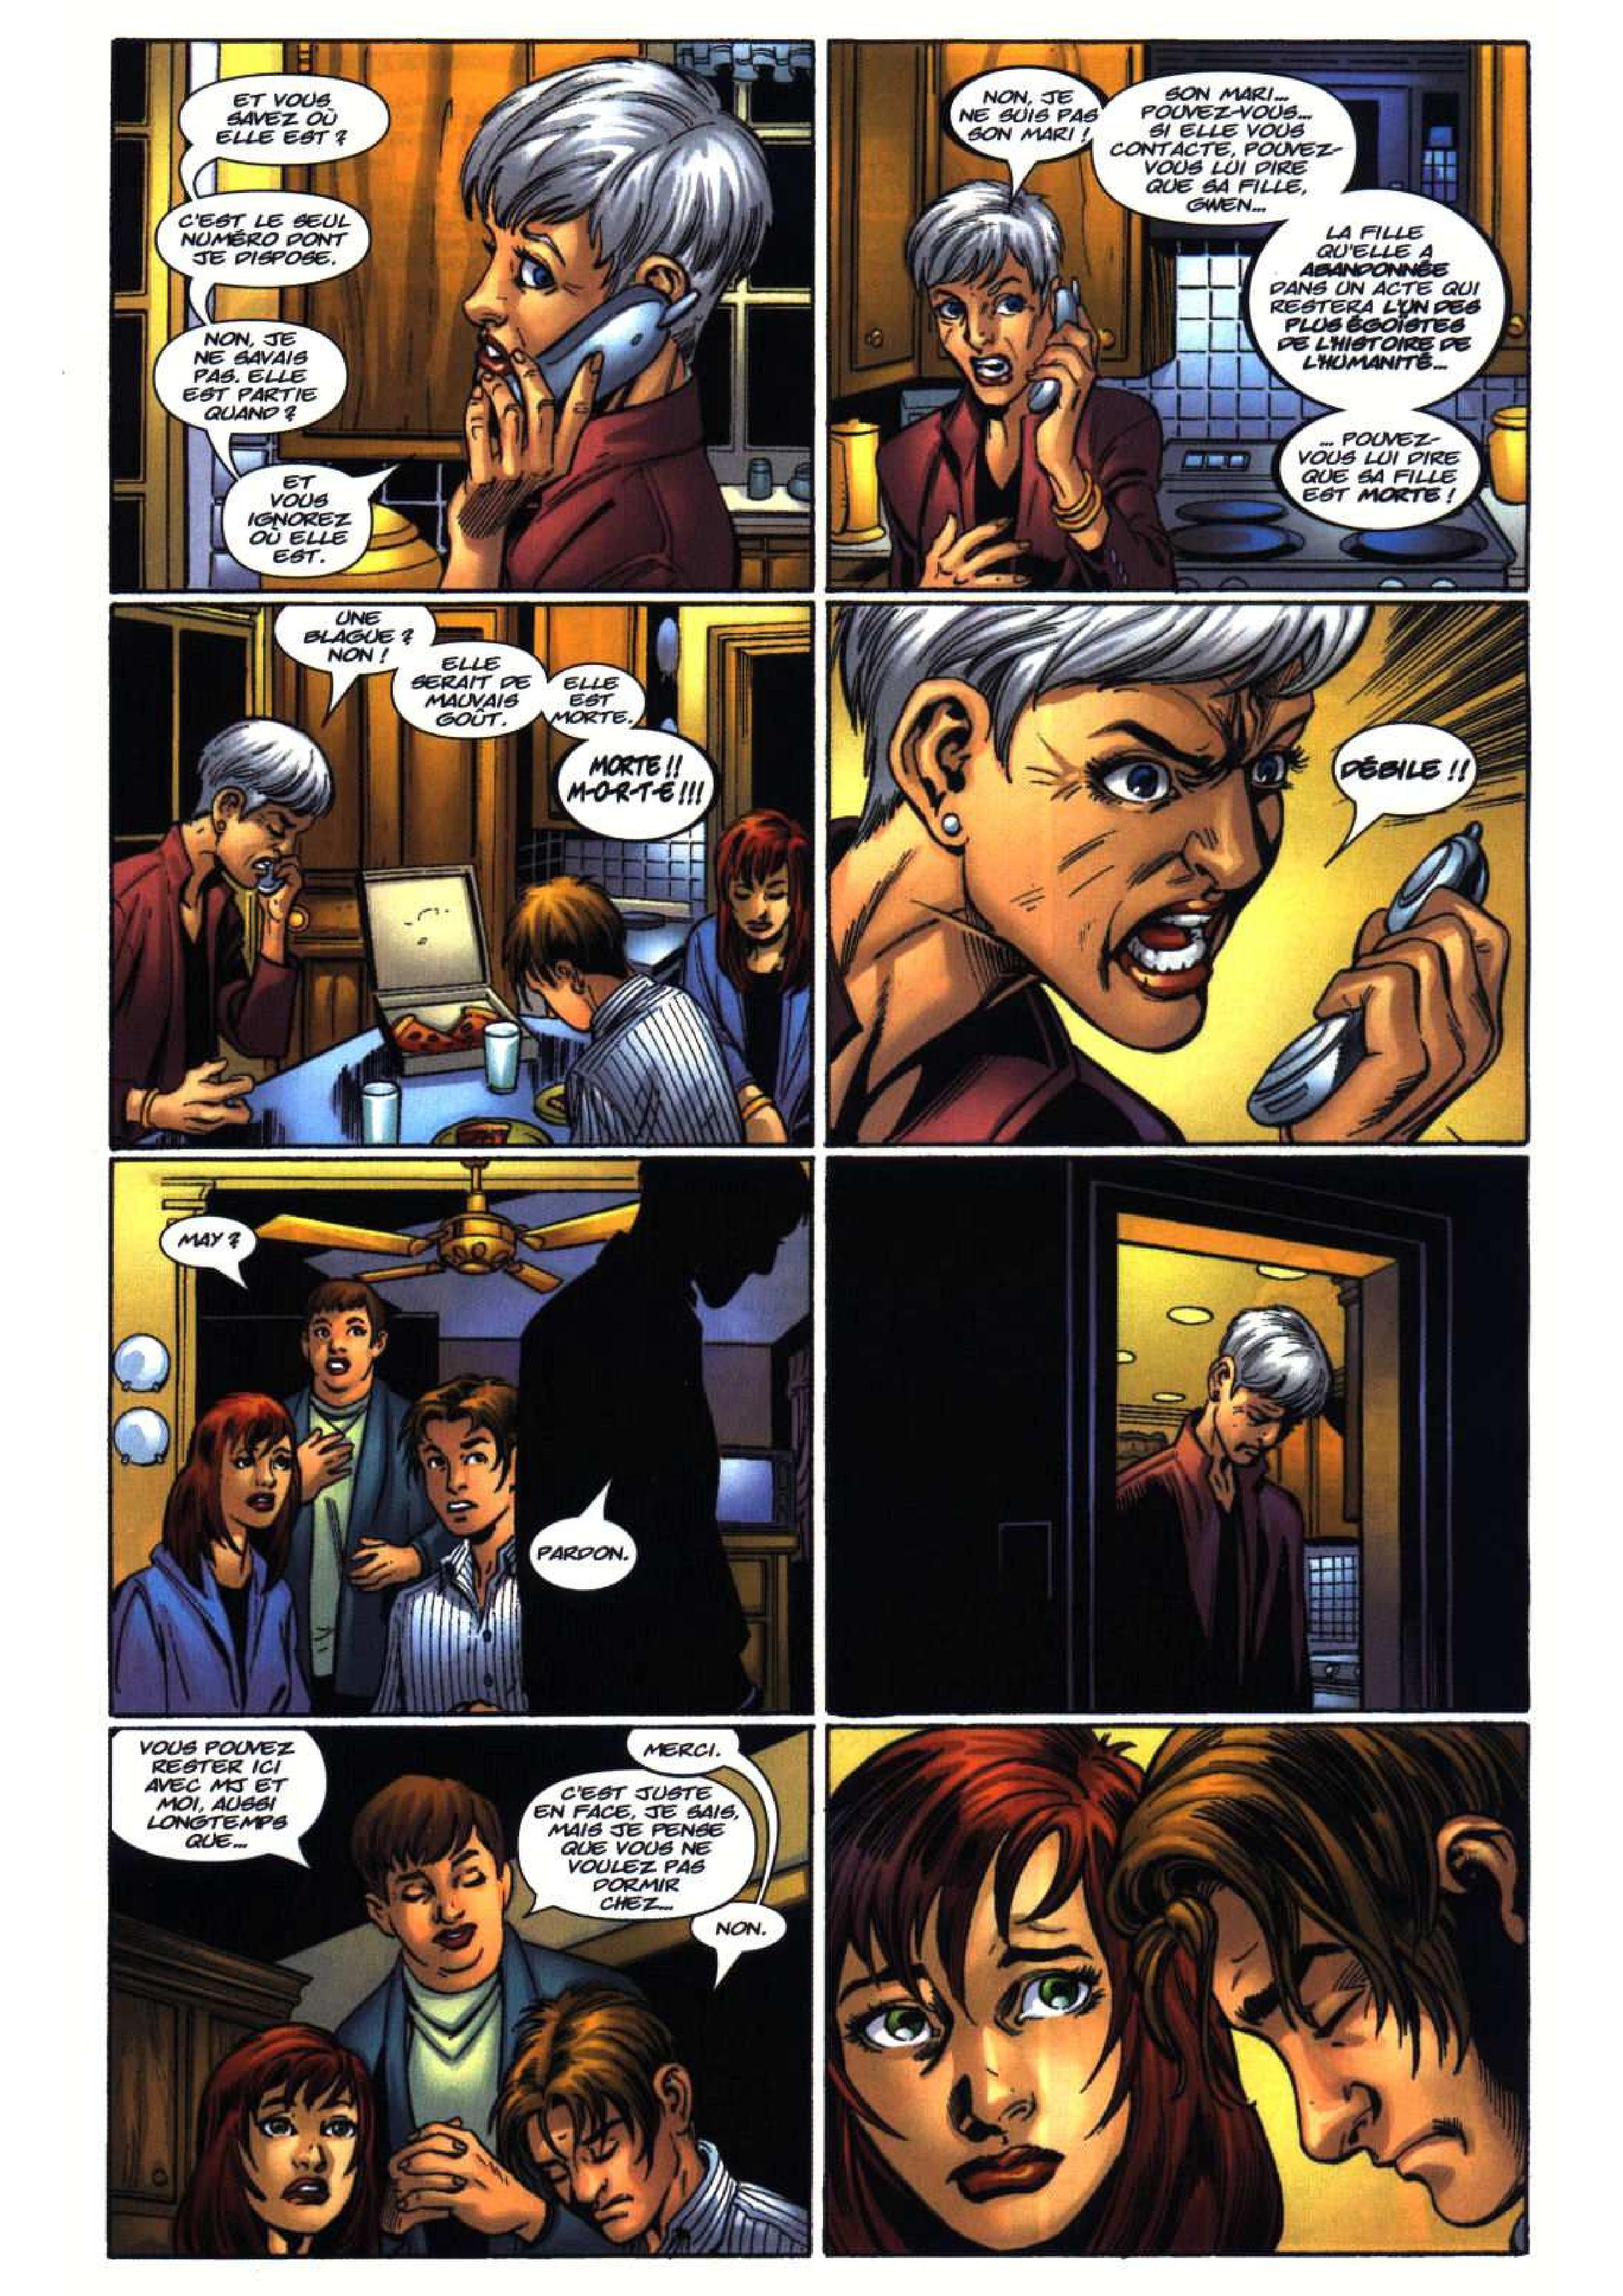 ET VOUS
SAVEZ OÙ
ELLE EST ?
C'EST LE SEUL
NUMÉRO DONT
JE DISPOSE.
NON, JE
NE SAVAIS
PAS. ELLE
EST PARTIE
QUAND ?
ET
VOUS
IGNOREZ
OÙ ELLE
EST.
NON, JE
NE SUIS PAS
SON MARI !
SON MARI...
POUVEZ-VOUS...
SI ELLE VOUS
CONTACTE, POUVEZ-
VOUS LUI DIRE
QUE SA FILLE,
GWEN...
LA FILLE
QU'ELLE A
ABANDONNÉE
DANS UN ACTE QUI
RESTERA L'UN DES
PLUS ÉGOÏSTES
DE L'HISTOIRE DE
L'HUMANITÉ...
... POUVEZ-
VOUS LUI DIRE
QUE SA FILLE
EST MORTE !
UNE
BLAGUE ?
NON !
ELLE
SERAIT DE
MAUVAIS
GOÛT.
ELLE
EST
MORTE.
MORTE !!
M-O-R-T-E !!!
DÉBILE !!
MAY ?
PARDON.
VOUS POUVEZ
RESTER ICI
AVEC MJ ET
MOI, AUSSI
LONGTEMPS
QUE...
MERCI.
C'EST JUSTE
EN FACE, JE SAIS,
MAIS JE PENSE
QUE VOUS NE
VOULEZ PAS
DORMIR
CHEZ...
NON.